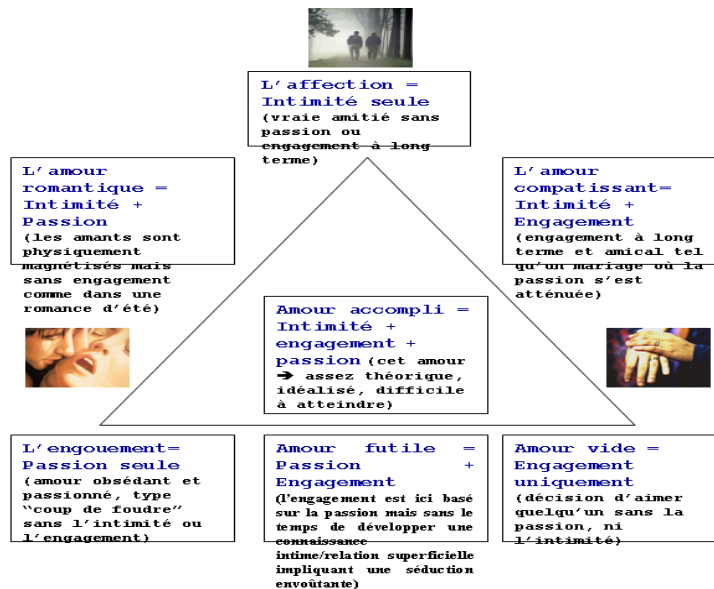 L'affection =
Intimité seule
(vraie amitié sans
passion ou
engagement à long
terme)
L'amour
romantique =
Intimité +
Passion
(les amants sont
physiquement
magnétisés mais
sans engagement
comme dans une
romance d'été)
L'amour
compatissant=
Intimité +
Engagement
(engagement à long
terme et amical tel
qu'un mariage où la
passion s'est
atténuée)
Amour accompli =
Intimité +
engagement +
passion (cet amour
➔ assez théorique,
idéalisé, difficile
à atteindre)
L'engouement=
Passion seule
(amour obsédant et
passionné, type
"coup de foudre"
sans l'intimité ou
l'engagement)
Amour futile =
Passion +
Engagement
(l'engagement est ici basé
sur la passion mais sans le
temps de développer une
connaissance
intime/relation superficielle
impliquant une séduction
envoûtante)
Amour vide =
Engagement
uniquement
(décision d'aimer
quelqu'un sans la
passion, ni
l'intimité)